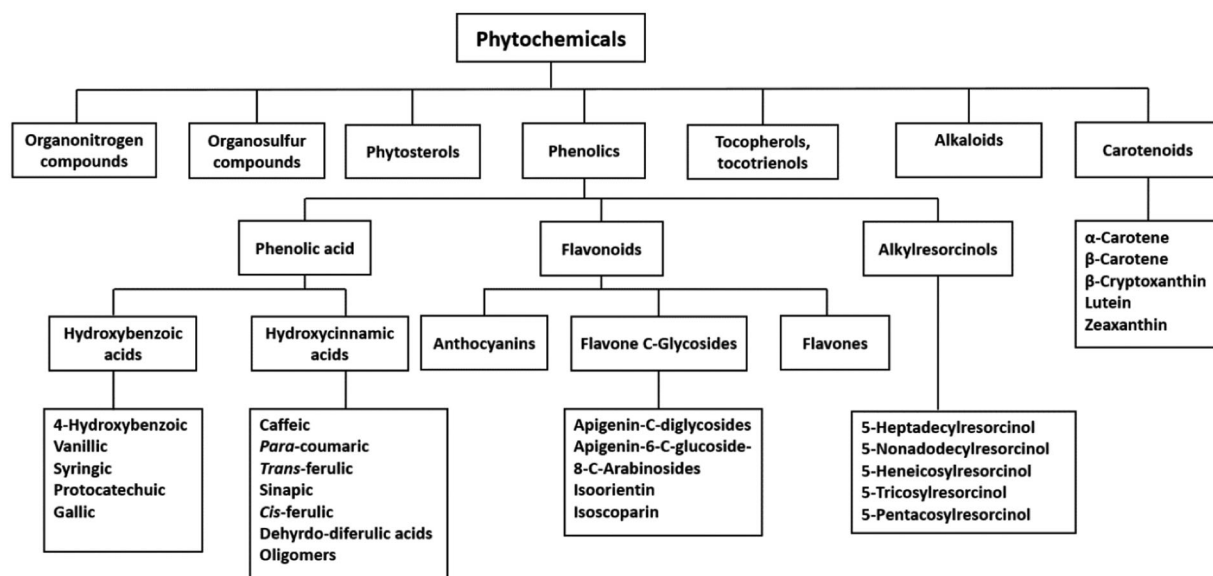 Phytochemicals
Organonitrogen
compounds
Organosulfur
compounds
Phytosterols
Phenolics
Tocopherols,
tocotrienols
Alkaloids
Carotenoids
Phenolic acid
Flavonoids
Alkylresorcinols
α-Carotene
β-Carotene
β-Cryptoxanthin
Lutein
Zeaxanthin
Hydroxybenzoic
acids
Hydroxycinnamic
acids
Anthocyanins
Flavone C-Glycosides
Flavones
4-Hydroxybenzoic
Vanillic
Syringic
Protocatechuic
Gallic
Caffeic
Para-coumaric
Trans-ferulic
Sinapic
Cis-ferulic
Dehyrdo-diferulic acids
Oligomers
Apigenin-C-diglycosides
Apigenin-6-C-glucoside-
8-C-Arabinosides
Isoorientin
Isoscoparin
5-Heptadecylresorcinol
5-Nonadodecylresorcinol
5-Heneicosylresorcinol
5-Tricosylresorcinol
5-Pentacosylresorcinol